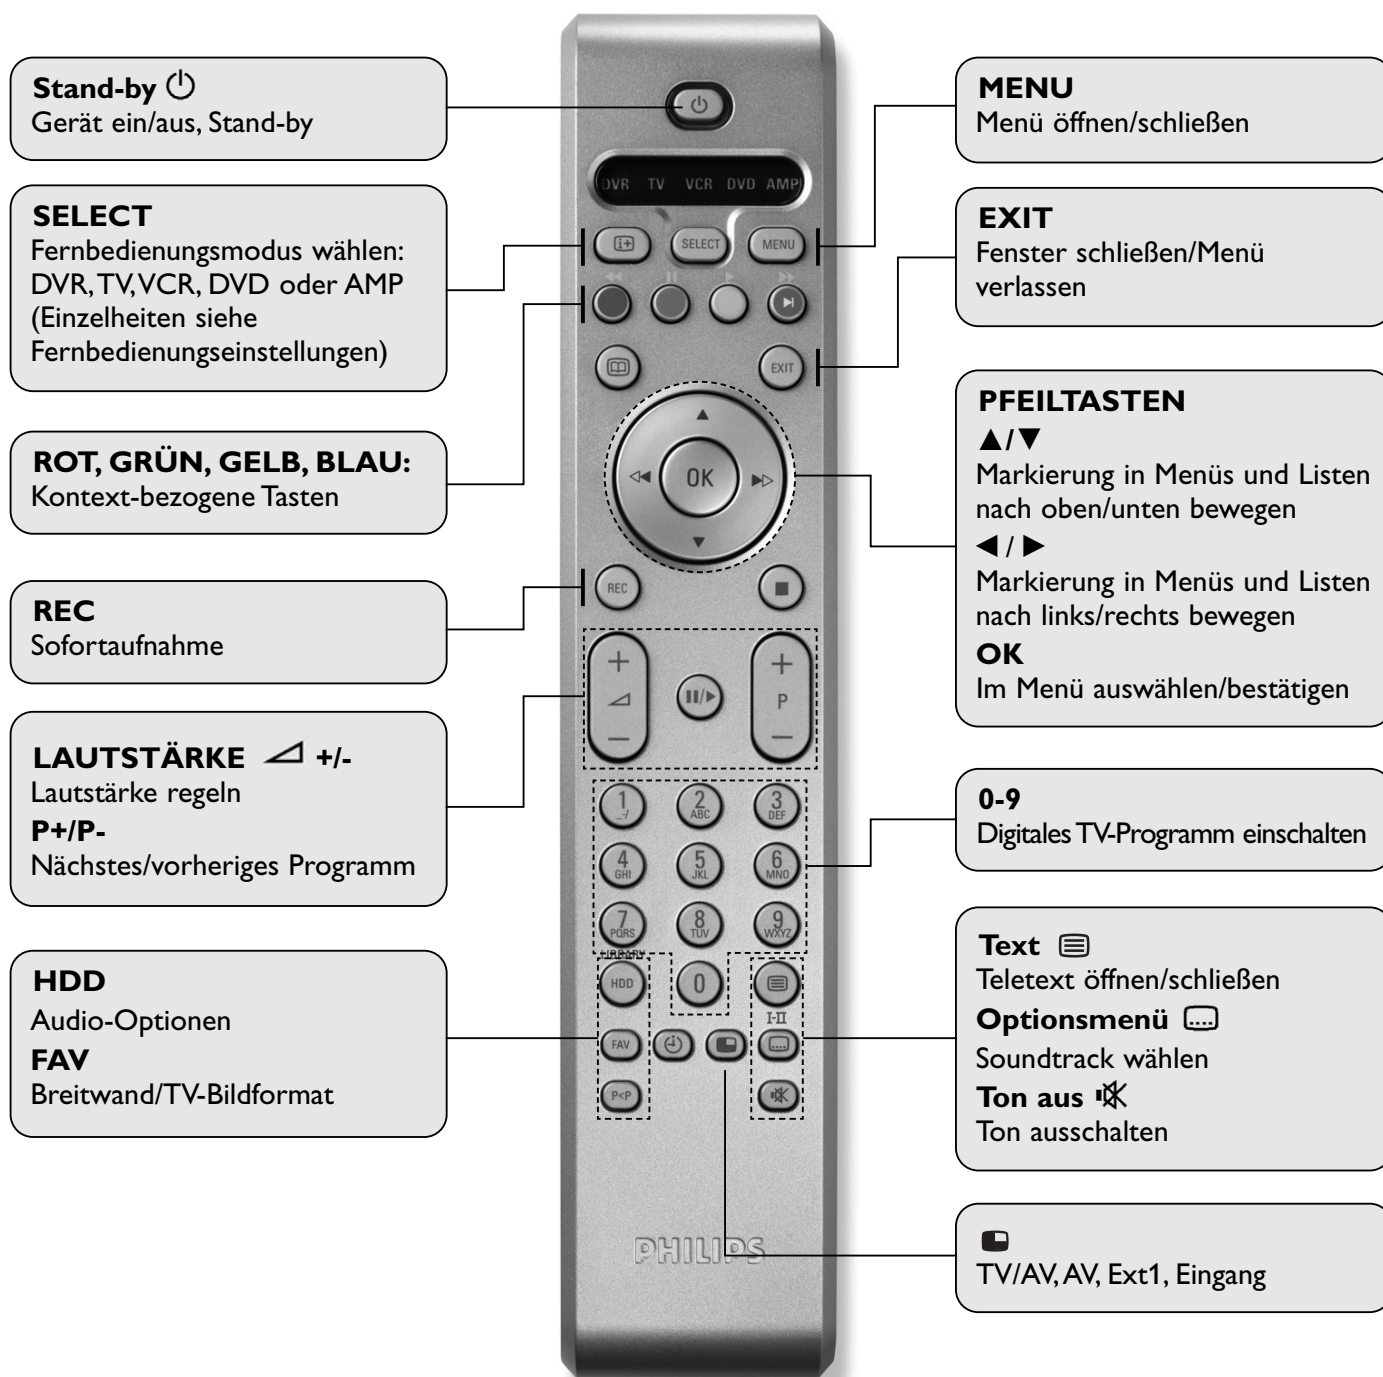 Stand-by
Gerät ein/aus, Stand-by
SELECT
Fernbedienungsmodus wählen:
DVR, TV, VCR, DVD oder AMP
(Einzelheiten siehe
Fernbedienungseinstellungen)
ROT, GRÜN, GELB, BLAU:
Kontext-bezogene Tasten
REC
Sofortaufnahme
LAUTSTÄRKE +/-
Lautstärke regeln
P+/P-
Nächstes/vorheriges Programm
HDD
Audio-Optionen
FAV
Breitwand/TV-Bildformat
DVR TV VCR DVD AMP
i+ SELECT MENU
EXIT
OK
REC
+ +
P
— —
1 2 3
_-/ ABC DEF
4 5 6
GHI JKL MNO
7 8 9
PQRS TUV WXYZ
LIBRARY
HDD 0
I-II
FAV
P<P
PHILIPS
MENU
Menü öffnen/schließen
EXIT
Fenster schließen/Menü
verlassen
PFEILTASTEN
▲/▼
Markierung in Menüs und Listen
nach oben/unten bewegen
◀ / ▶
Markierung in Menüs und Listen
nach links/rechts bewegen
OK
Im Menü auswählen/bestätigen
0-9
Digitales TV-Programm einschalten
Text
Teletext öffnen/schließen
Optionsmenü
Soundtrack wählen
Ton aus
Ton ausschalten
TV/AV, AV, Ext1, Eingang